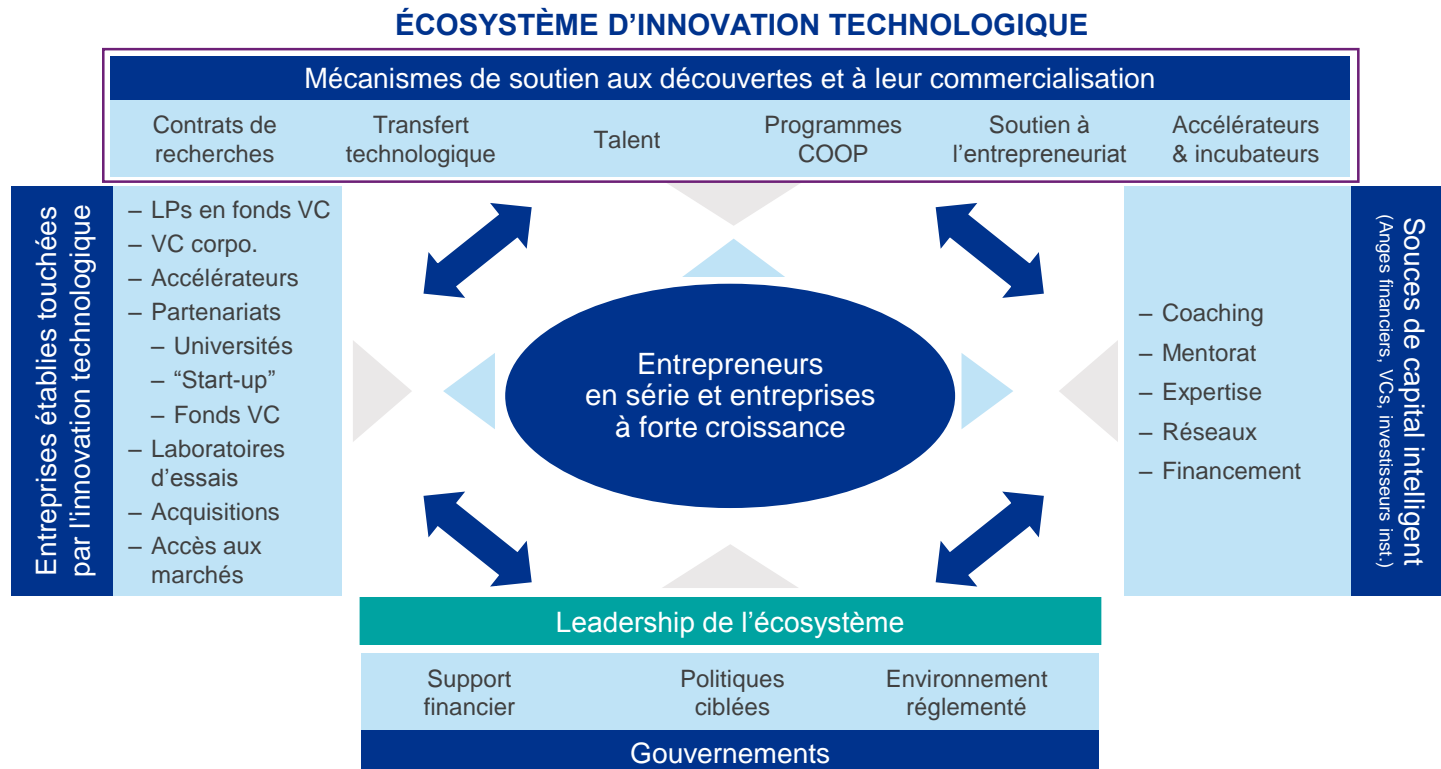 ÉCOSYSTÈME D’INNOVATION TECHNOLOGIQUE
Mécanismes de soutien aux découvertes et à leur commercialisation
Contrats de
recherches
Transfert
technologique
Talent
Programmes
COOP
Soutien à
l’entrepreneuriat
Accélérateurs
& incubateurs
Entreprises établies touchées
par l'innovation technologique
– LPs en fonds VC
– VC corpo.
– Accélérateurs
– Partenariats
– Universités
– “Start-up”
– Fonds VC
– Laboratoires
d’essais
– Acquisitions
– Accès aux
marchés
Entrepreneurs
en série et entreprises
à forte croissance
– Coaching
– Mentorat
– Expertise
– Réseaux
– Financement
Souces de capital intelligent
(Anges financiers, VCs, investisseurs inst.)
Leadership de l’écosystème
Support
financier
Politiques
ciblées
Environnement
réglementé
Gouvernements